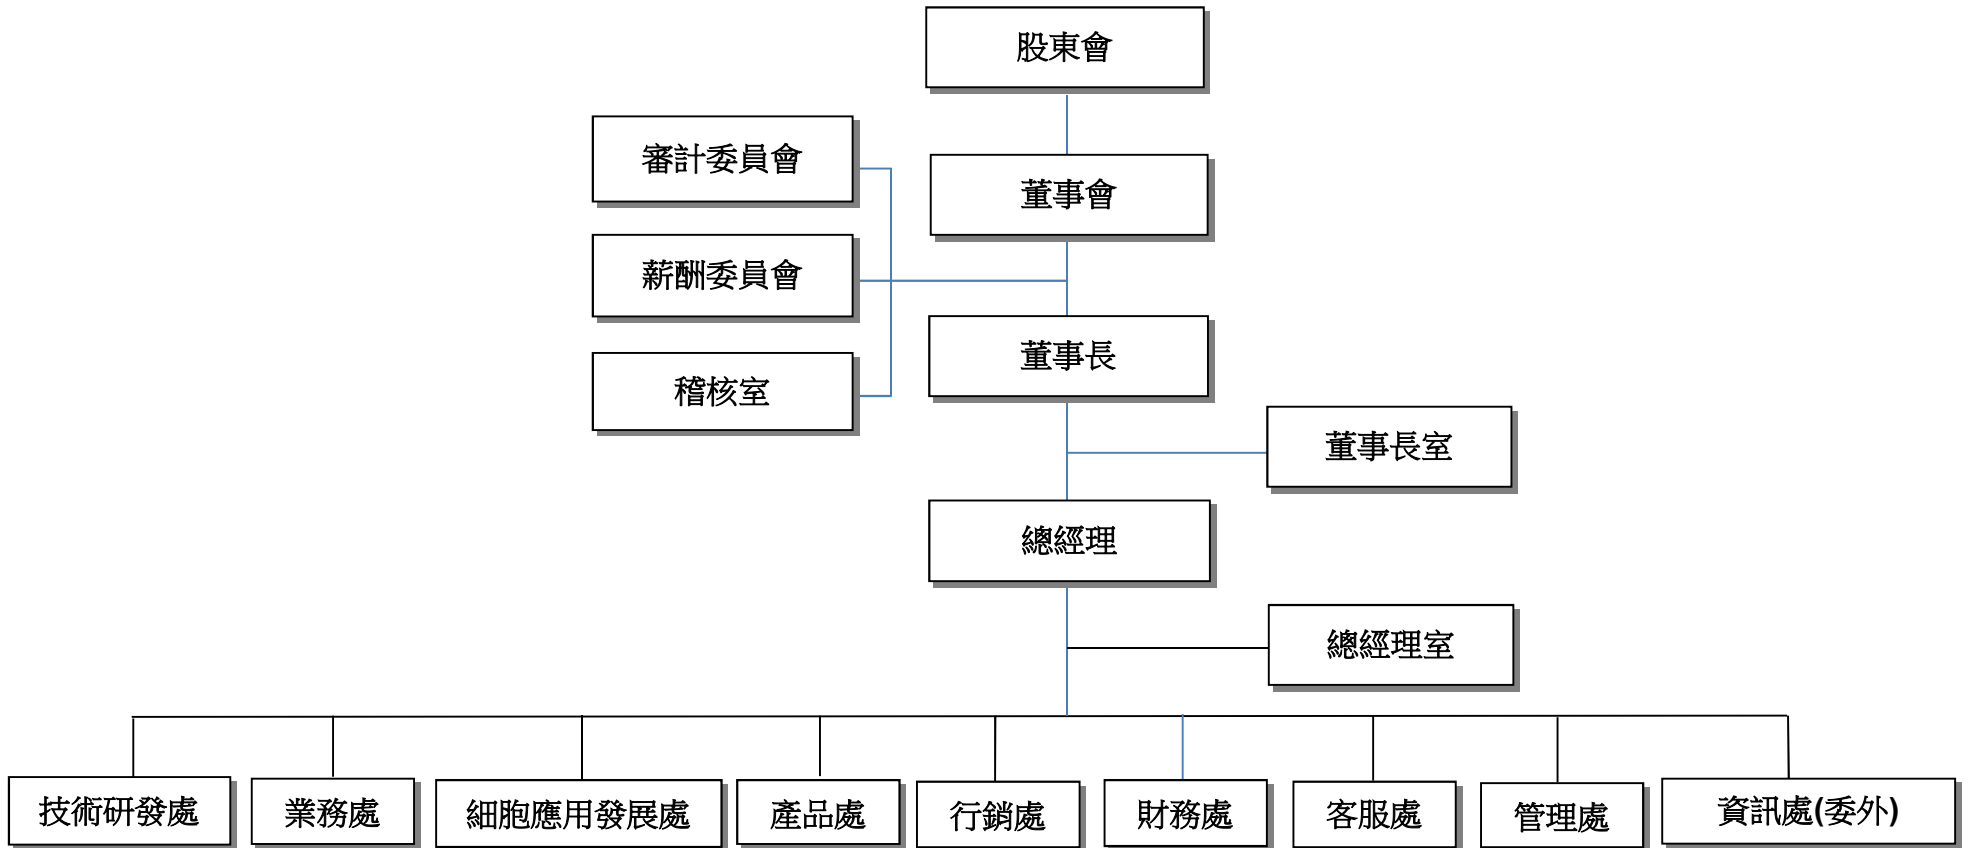 股東會
審計委員會
董事會
薪酬委員會
董事長
稽核室
董事長室
總經理
總經理室
技術研發處
業務處
細胞應用發展處
產品處
行銷處
財務處
客服處
管理處
資訊處(委外)